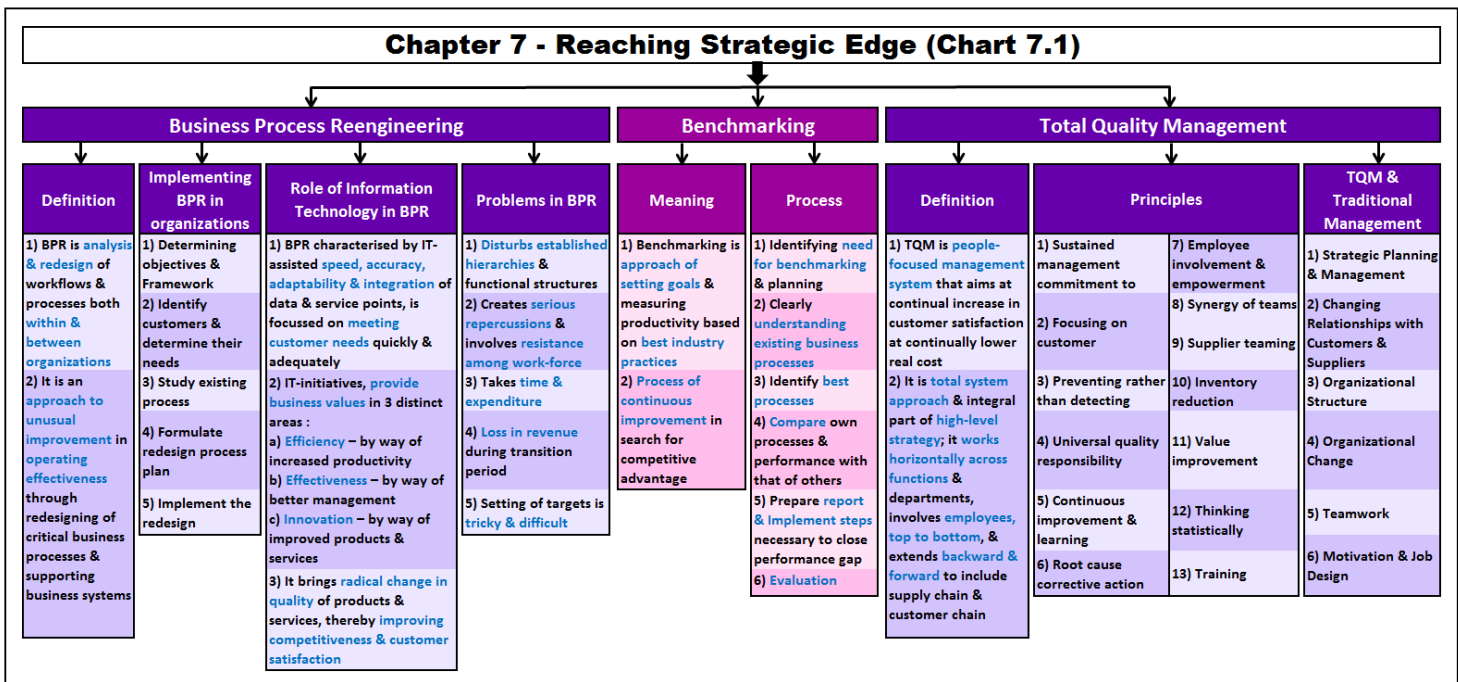 Chapter 7 - Reaching Strategic Edge (Chart 7.1)
Business Process Reengineering
Definition
1) BPR is analysis
& redesign of
workflows &
processes both
within &
between
organizations
2) It is an
approach to
unusual
improvement in
operating
effectiveness
through
redesigning of
critical business
processes &
supporting
business systems
Implementing
BPR in
organizations
1) Determining
objectives &
Framework
2) Identify
customers &
determine their
needs
3) Study existing
process
4) Formulate
redesign process
plan
5) Implement the
redesign
Role of Information
Technology in BPR
1) BPR characterised by IT-
assisted speed, accuracy,
adaptability & integration of
data & service points, is
focussed on meeting
customer needs quickly &
adequately
2) IT-initiatives, provide
business values in 3 distinct
areas :
a) Efficiency – by way of
increased productivity
b) Effectiveness – by way of
better management
c) Innovation – by way of
improved products &
services
3) It brings radical change in
quality of products &
services, thereby improving
competitiveness & customer
satisfaction
Problems in BPR
1) Disturbs established
hierarchies &
functional structures
2) Creates serious
repercussions &
involves resistance
among work-force
3) Takes time &
expenditure
4) Loss in revenue
during transition
period
5) Setting of targets is
tricky & difficult
Benchmarking
Meaning
1) Benchmarking is
approach of
setting goals &
measuring
productivity based
on best industry
practices
2) Process of
continuous
improvement in
search for
competitive
advantage
Process
1) Identifying need
for benchmarking
& planning
2) Clearly
understanding
existing business
processes
3) Identify best
processes
4) Compare own
processes &
performance with
that of others
5) Prepare report
& Implement steps
necessary to close
performance gap
6) Evaluation
Total Quality Management
Definition
1) TQM is people-
focused management
system that aims at
continual increase in
customer satisfaction
at continually lower
real cost
2) It is total system
approach & integral
part of high-level
strategy; it works
horizontally across
functions &
departments,
involves employees,
top to bottom, &
extends backward &
forward to include
supply chain &
customer chain
Principles
1) Sustained
management
commitment to
2) Focusing on
customer
3) Preventing rather
than detecting
4) Universal quality
responsibility
5) Continuous
improvement &
learning
6) Root cause
corrective action
7) Employee
involvement &
empowerment
8) Synergy of teams
9) Supplier teaming
10) Inventory
reduction
11) Value
improvement
12) Thinking
statistically
13) Training
TQM &
Traditional
Management
1) Strategic Planning
& Management
2) Changing
Relationships with
Customers &
Suppliers
3) Organizational
Structure
4) Organizational
Change
5) Teamwork
6) Motivation & Job
Design